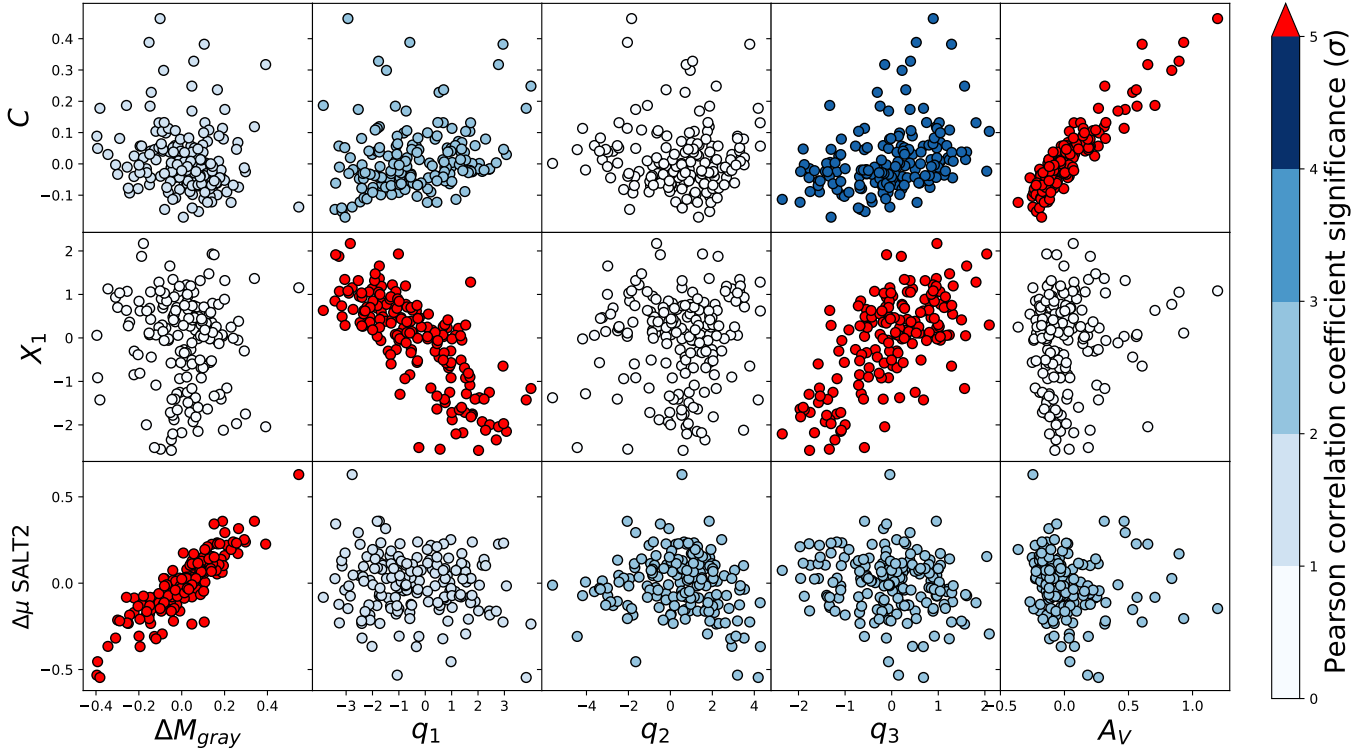 C
0.4
0.3
0.2
0.1
0.0
−0.1
X1
2
1
0
−1
−2
Δμ SALT2
0.5
0.0
−0.5
−0.4 −0.2 0.0 0.2 0.4
−3 −2 −1 0 1 2 3
−4 −2 0 2 4
−2 −1 0 1 2
−0.5 0.0 0.5 1.0
ΔMgray
q1
q2
q3
AV
5
4
3
2
1
0
Pearson correlation coefficient significance (σ)